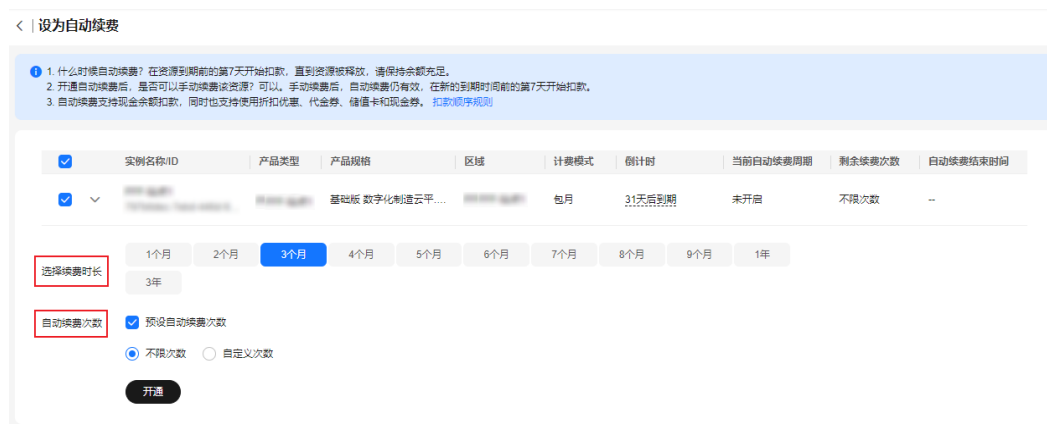 < | 设为自动续费
1. 什么时候自动续费？在资源到期前的第7天开始扣款，直到资源被释放，请保持余额充足。
2. 开通自动续费后，是否可以手动续费该资源？可以。手动续费后，自动续费仍有效，在新的到期时间前的第7天开始扣款。
3. 自动续费支持现金余额扣款，同时也支持使用折扣优惠、代金券、储值卡和现金券。 扣款顺序规则
实例名称/ID 产品类型 产品规格 区域 计费模式 倒计时 当前自动续费周期 剩余续费次数 自动续费结束时间
基础版 数字化制造云平.... 包月 31天后到期 未开启 不限次数 --
1个月 2个月 3个月 4个月 5个月 6个月 7个月 8个月 9个月 1年
选择续费时长
3年
自动续费次数 预设自动续费次数
不限次数 自定义次数
开通